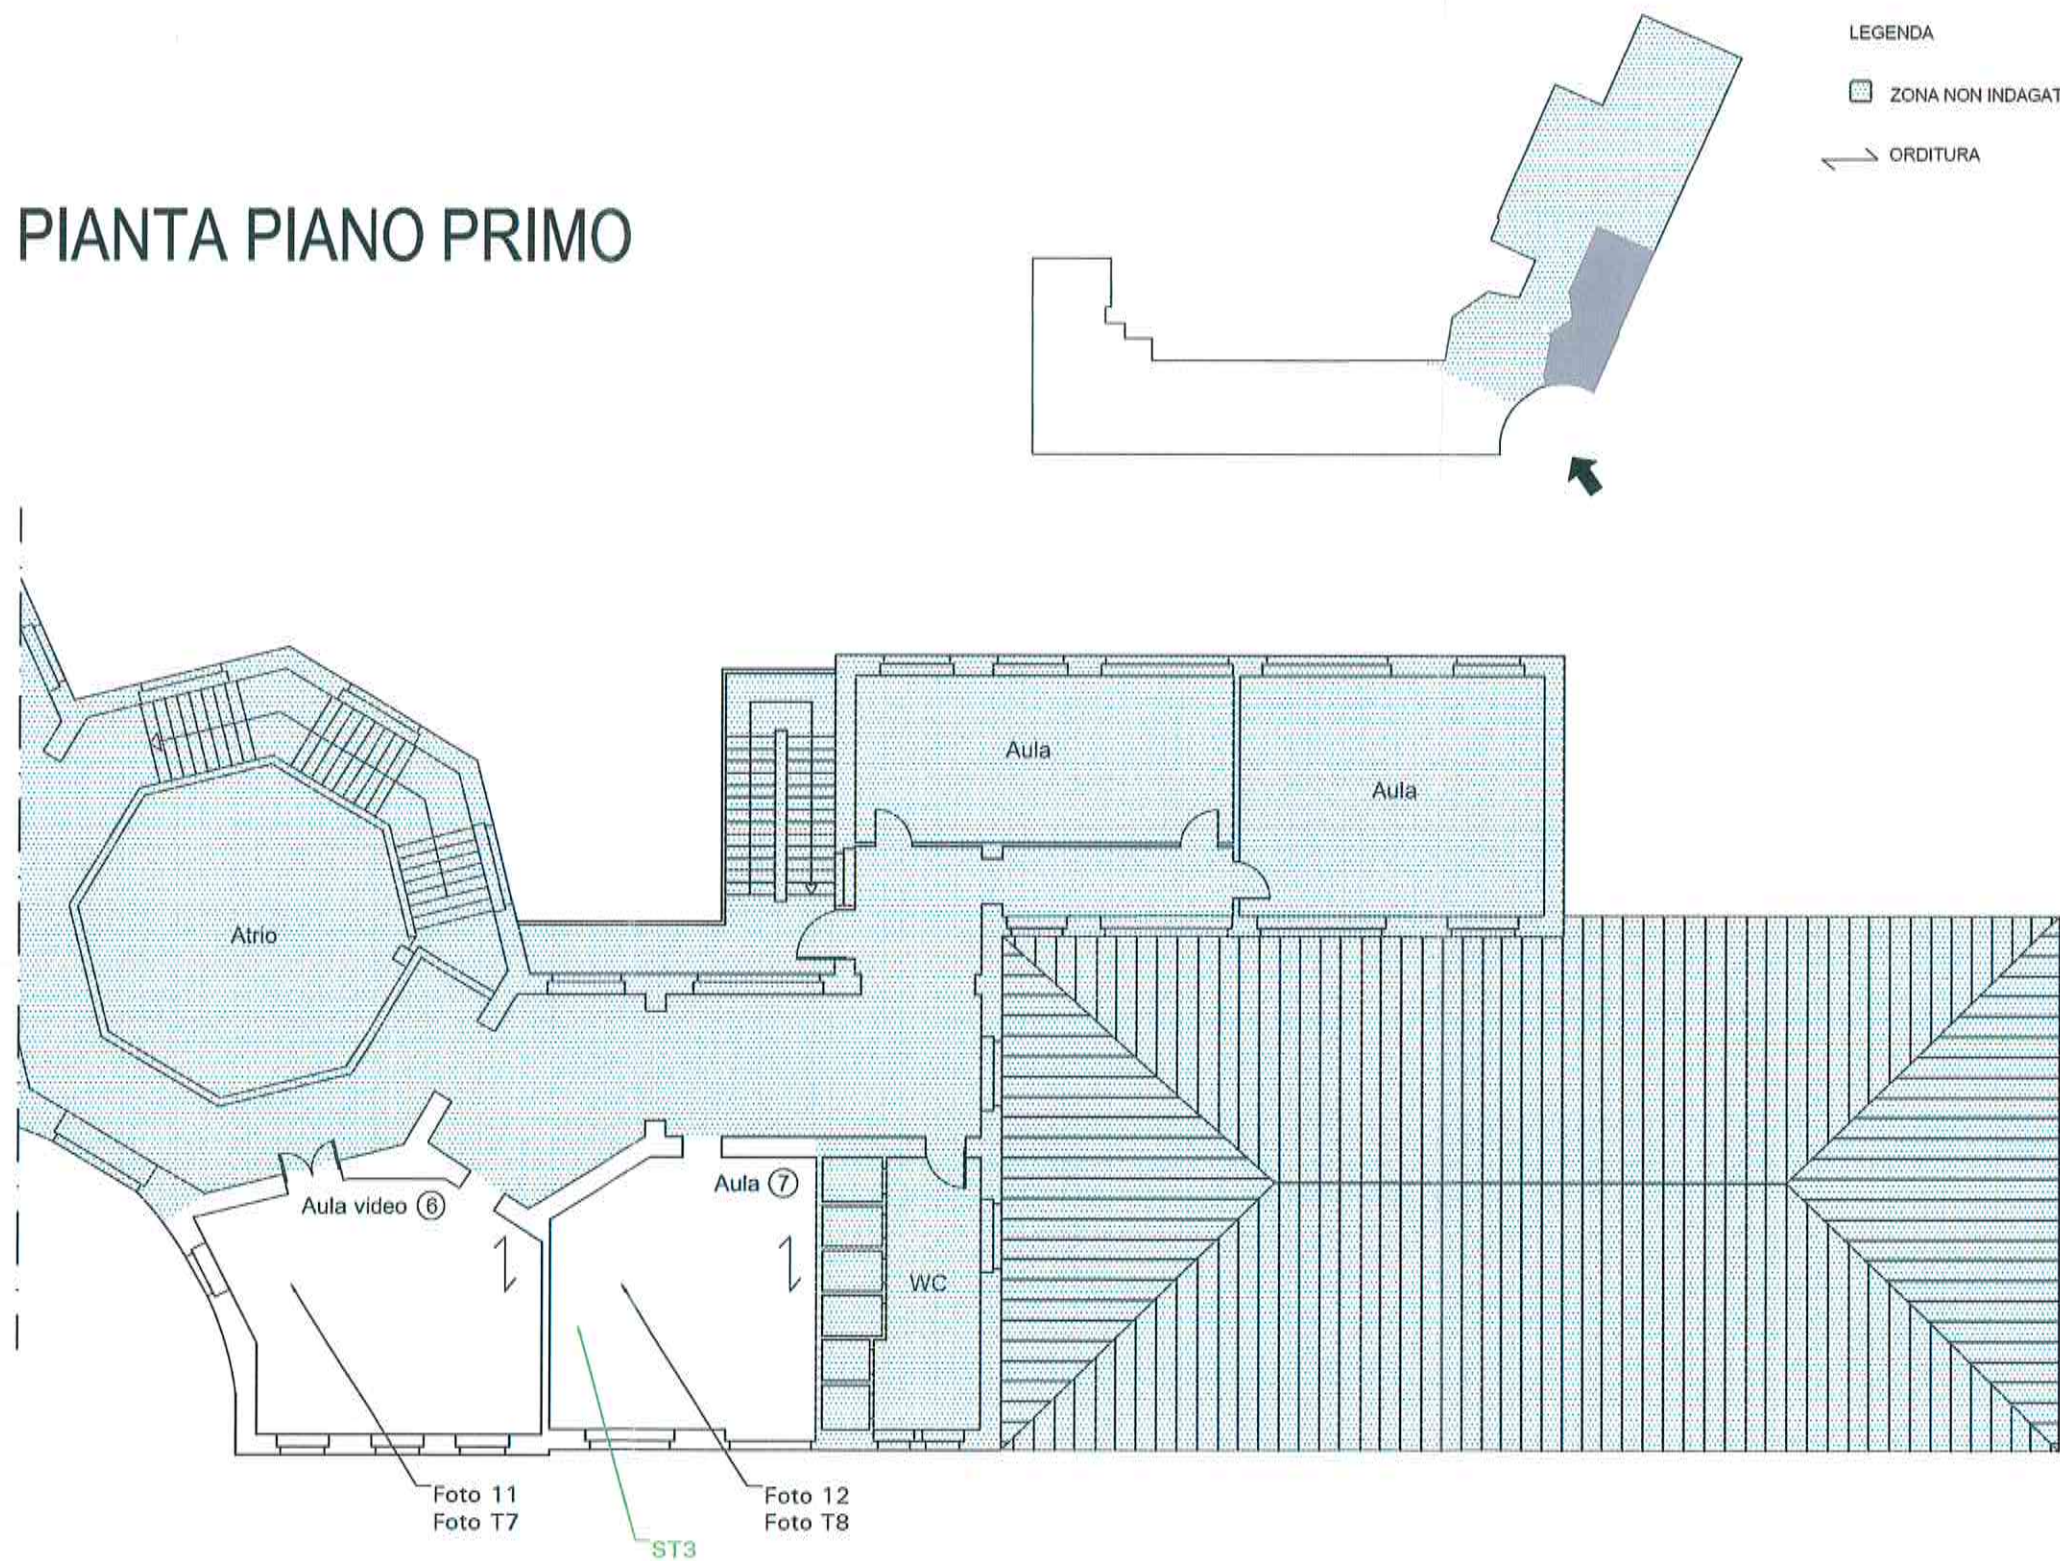 LEGENDA
ZONA NON INDAGAT
ORDITURA
PIANTA PIANO PRIMO
Aula
Aula
Atrio
Aula 7
Aula video 6
WC
Foto 11
Foto T7
Foto 12
Foto T8
ST3